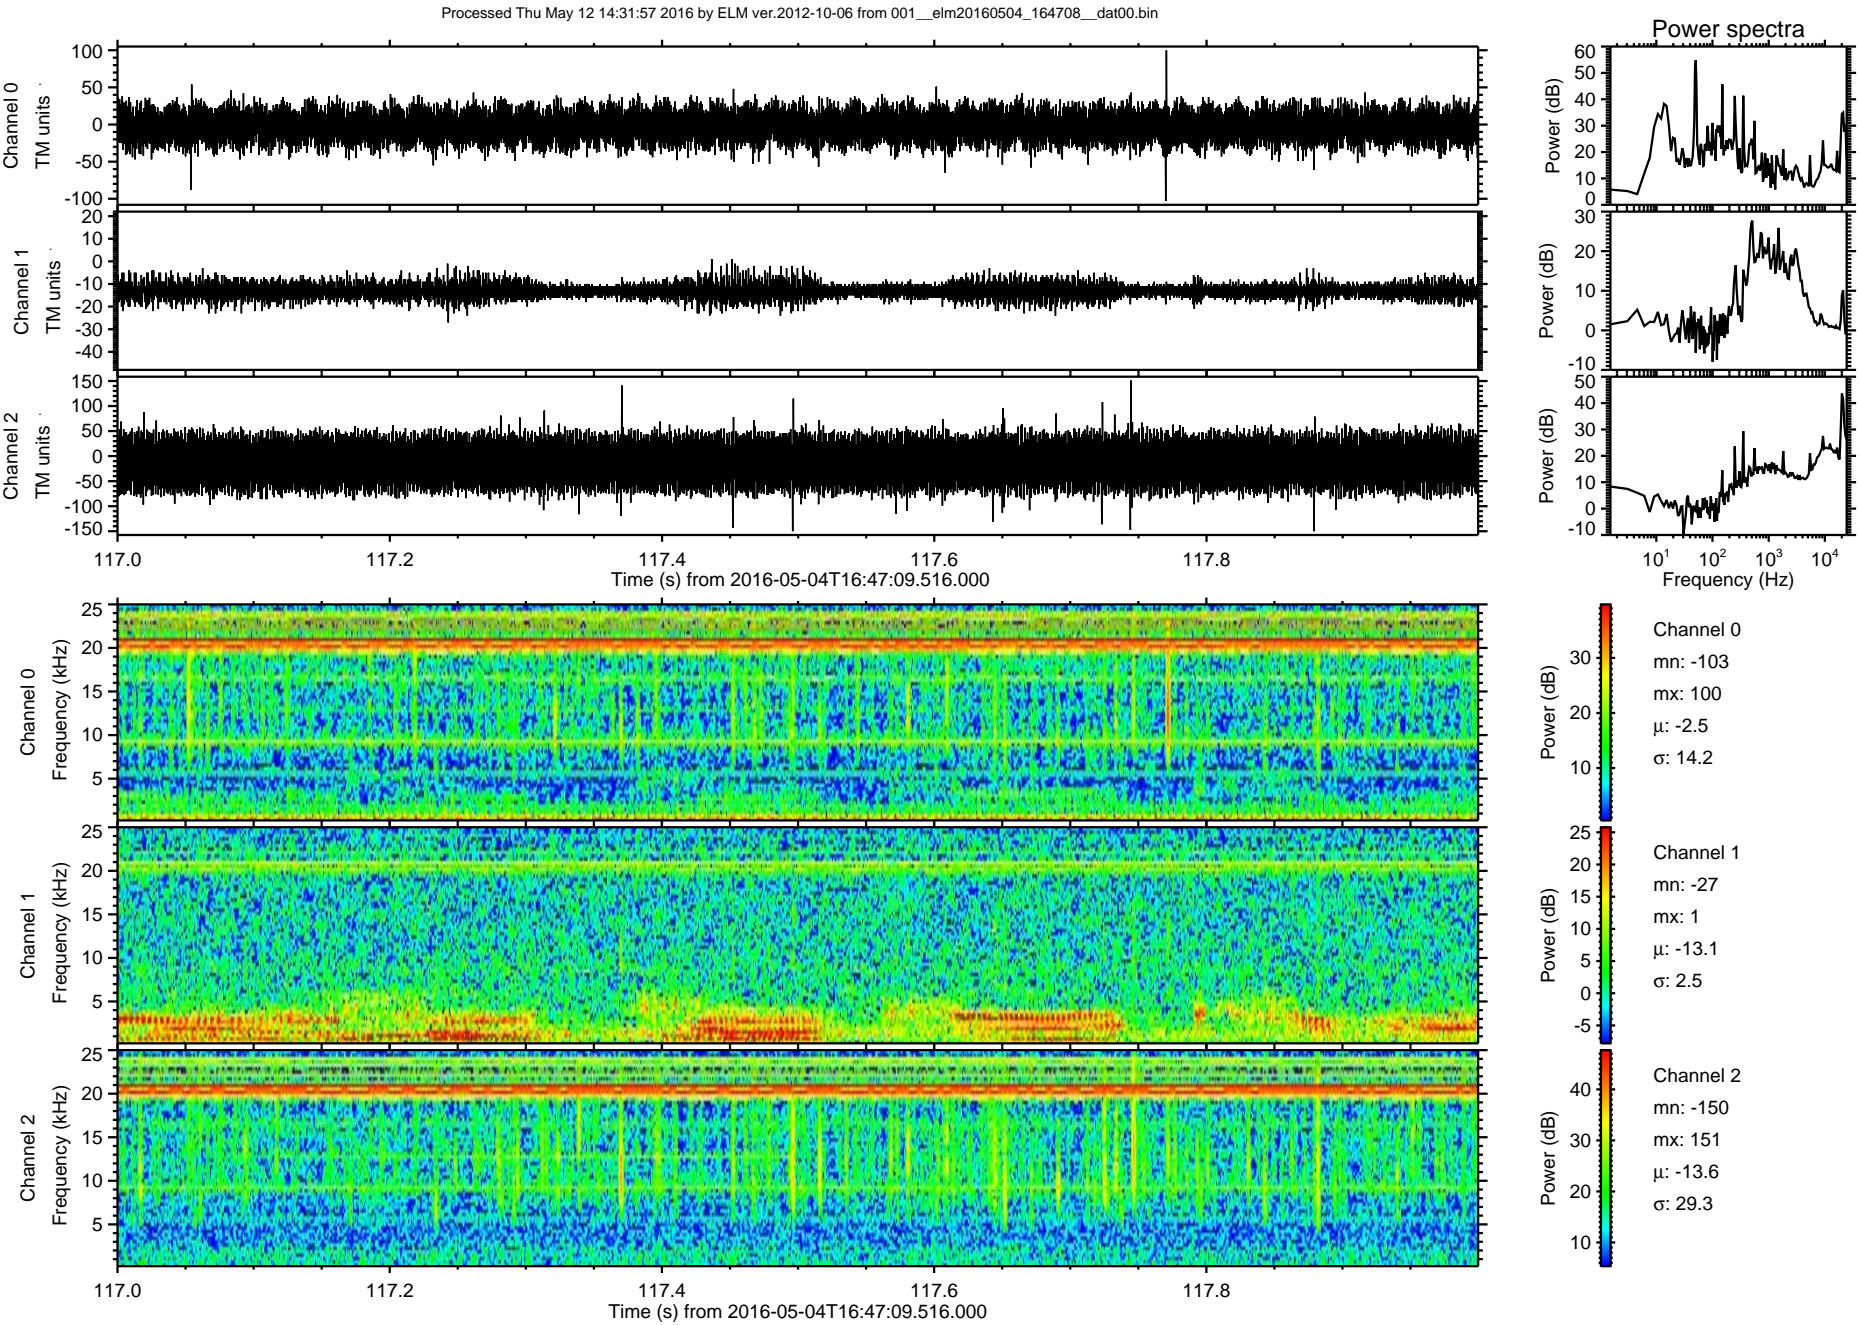 Processed Thu May 12 14:31:57 2016 by ELM ver.2012-10-06 from 001__elm20160504_164708__dat00.bin
Power spectra
Channel 0
TM units
100
50
0
-50
-100
Power (dB)
60
50
40
30
20
10
0
Channel 1
TM units
20
10
0
-10
-20
-30
-40
Power (dB)
30
20
10
0
-10
Channel 2
TM units
150
100
50
0
-50
-100
-150
Power (dB)
50
40
30
20
10
0
-10
117.0 117.2 117.4 117.6 117.8
Time (s) from 2016-05-04T16:47:09.516.000
10¹ 10² 10³ 10⁴
Frequency (Hz)
Channel 0
Frequency (kHz)
25
20
15
10
5
Power (dB)
30
20
10
Channel 0
mn: -103
mx: 100
μ: -2.5
σ: 14.2
Channel 1
Frequency (kHz)
25
20
15
10
5
Power (dB)
25
20
15
10
5
0
-5
Channel 1
mn: -27
mx: 1
μ: -13.1
σ: 2.5
Channel 2
Frequency (kHz)
25
20
15
10
5
Power (dB)
40
30
20
10
Channel 2
mn: -150
mx: 151
μ: -13.6
σ: 29.3
117.0 117.2 117.4 117.6 117.8
Time (s) from 2016-05-04T16:47:09.516.000